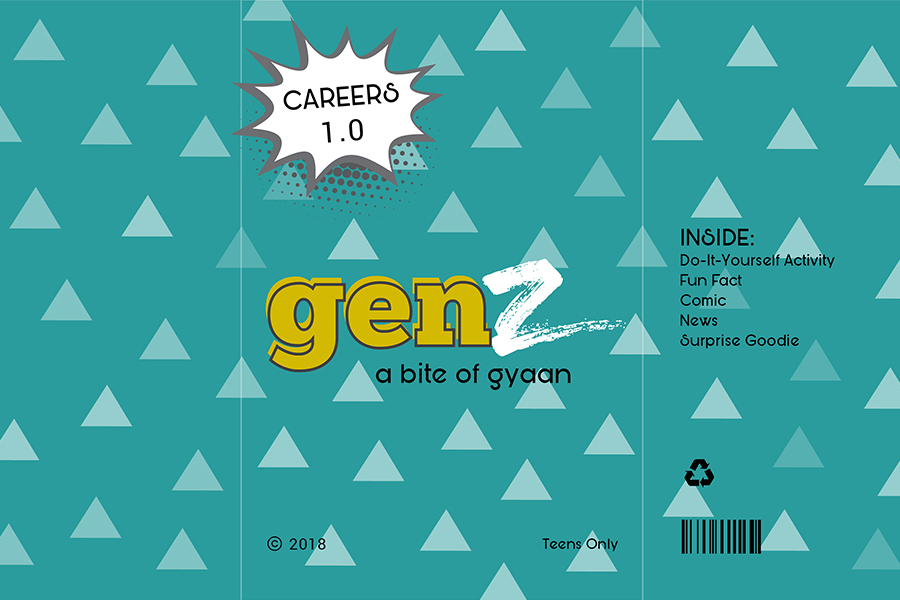 CAREERS
1.0
genz
a bite of gyaan
© 2018
Teens Only
INSIDE:
Do-It-Yourself Activity
Fun Fact
Comic
News
Surprise Goodie